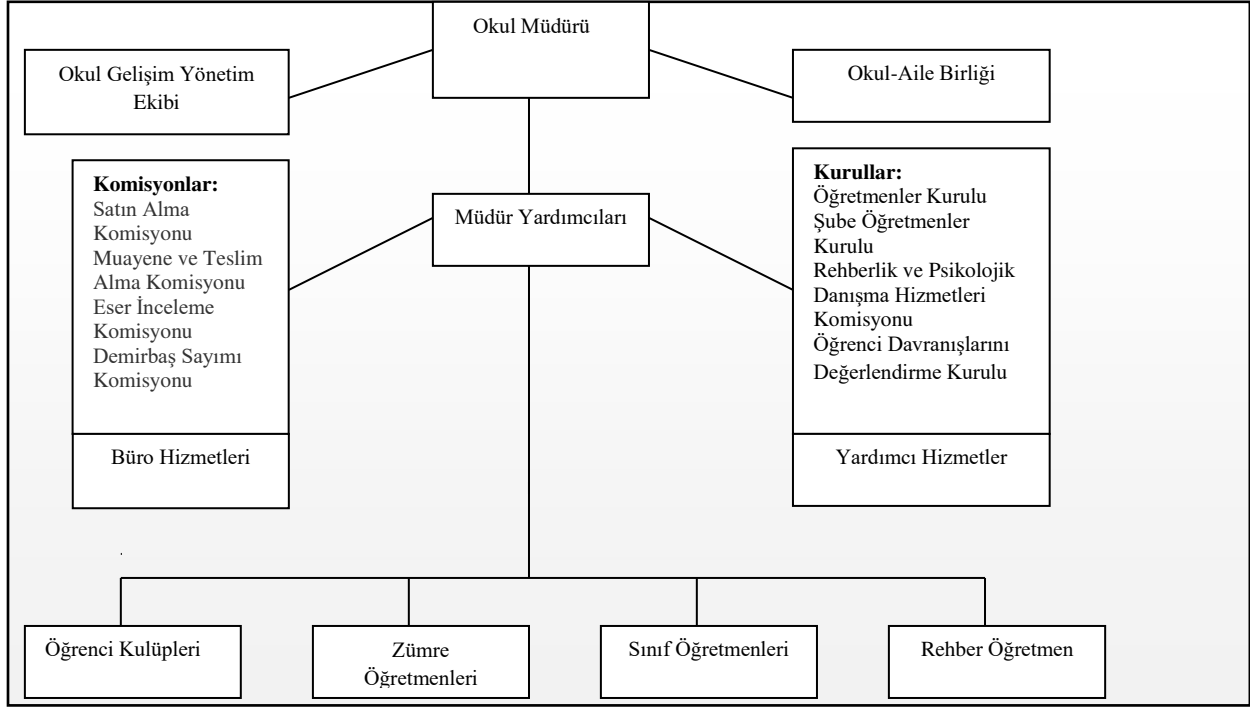 Okul Müdürü
Okul Gelişim Yönetim
Ekibi
Okul-Aile Birliği
Komisyonlar:
Satın Alma
Komisyonu
Muayene ve Teslim
Alma Komisyonu
Eser İnceleme
Komisyonu
Demirbaş Sayımı
Komisyonu
Müdür Yardımcıları
Kurullar:
Öğretmenler Kurulu
Şube Öğretmenler
Kurulu
Rehberlik ve Psikolojik
Danışma Hizmetleri
Komisyonu
Öğrenci Davranışlarını
Değerlendirme Kurulu
Büro Hizmetleri
Yardımcı Hizmetler
Öğrenci Kulüpleri
Zümre
Öğretmenleri
Sınıf Öğretmenleri
Rehber Öğretmen